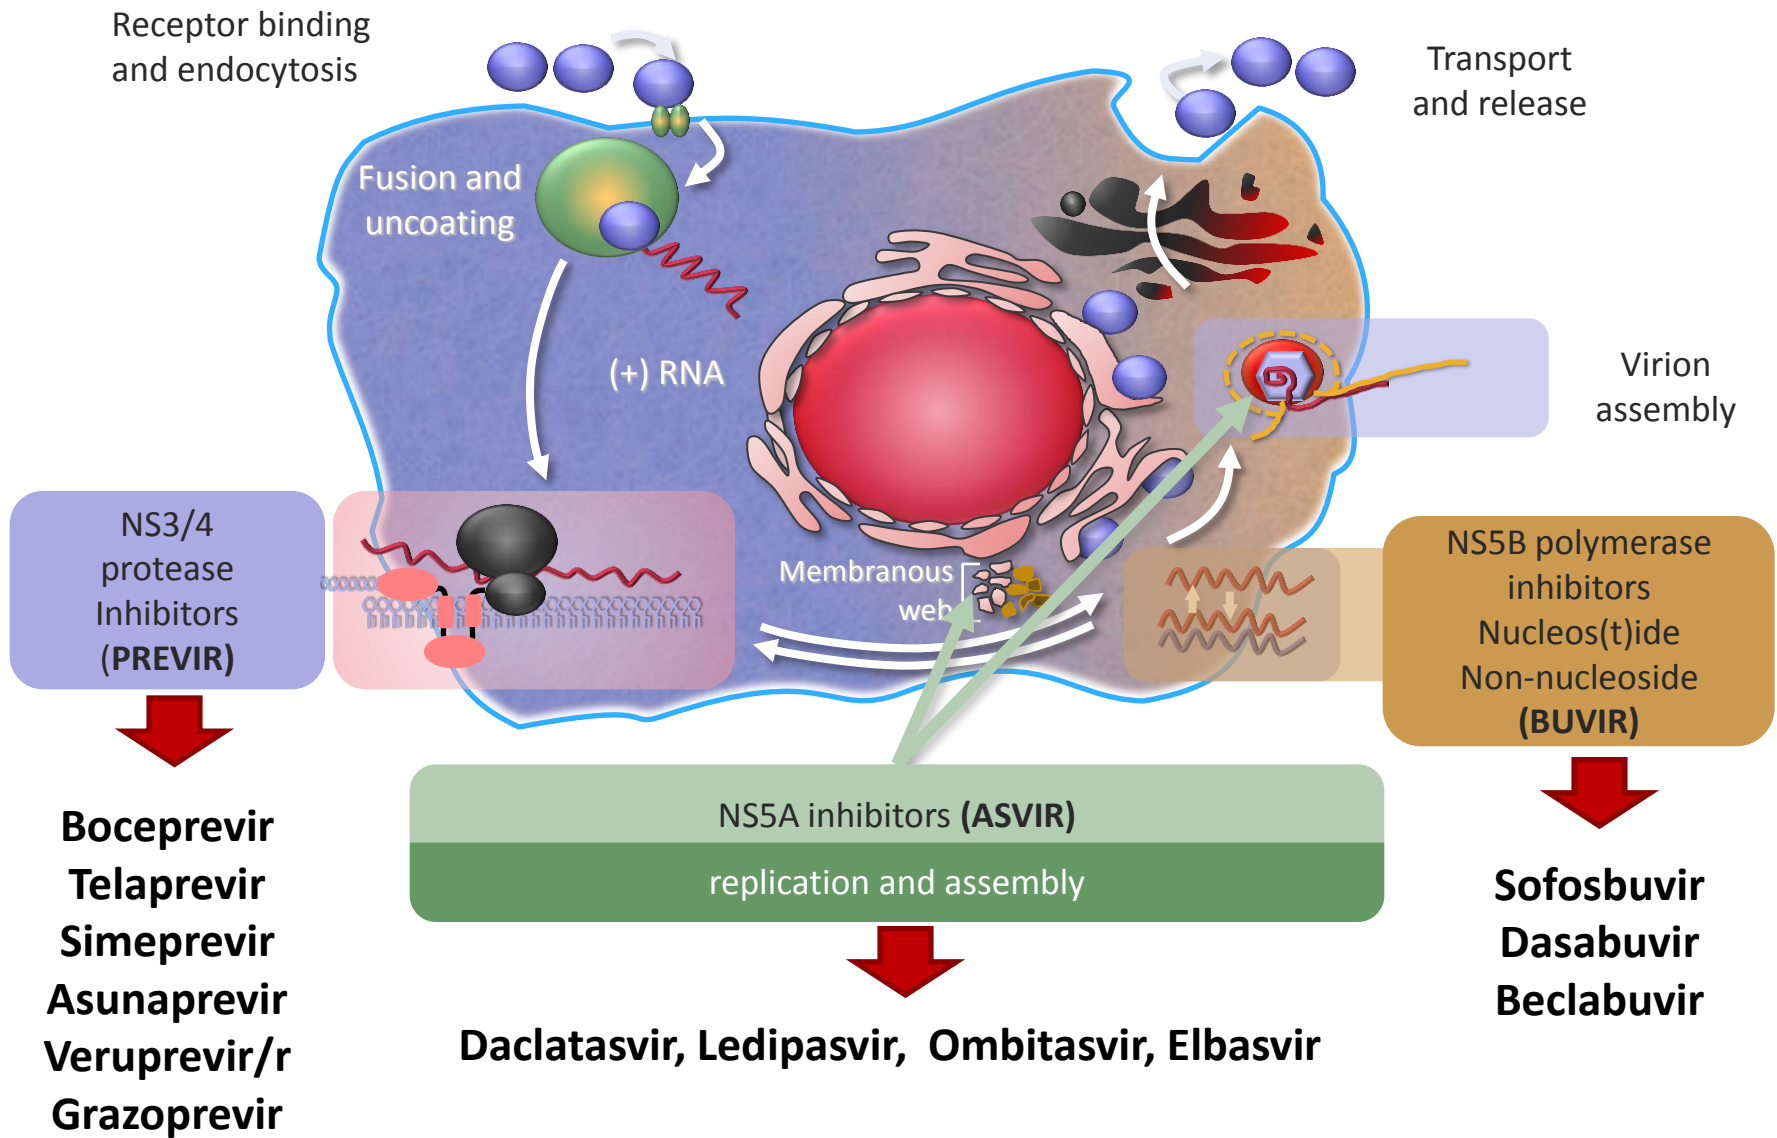 Receptor binding
and endocytosis
Transport
and release
Fusion and
uncoating
(+) RNA
Virion
assembly
NS3/4
protease
Inhibitors
(PREVIR)
Membranous
web
NS5B polymerase
inhibitors
Nucleos(t)ide
Non-nucleoside
(BUVIR)
NS5A inhibitors (ASVIR)
replication and assembly
Boceprevir
Telaprevir
Simeprevir
Asunaprevir
Veruprevir/r
Grazoprevir
Daclatasvir, Ledipasvir, Ombitasvir, Elbasvir
Sofosbuvir
Dasabuvir
Beclabuvir